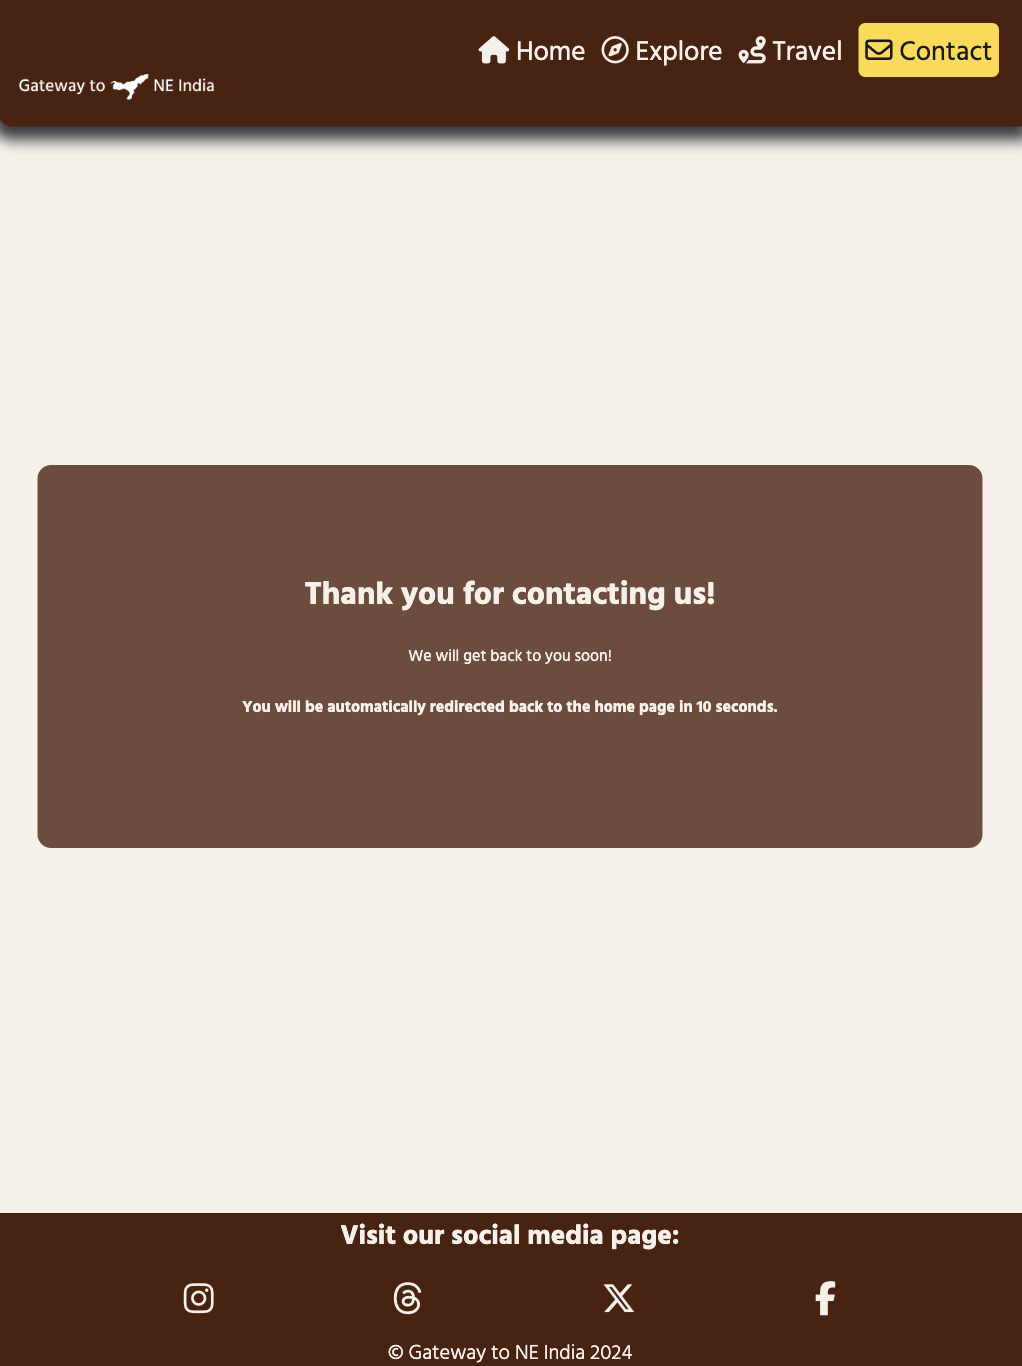 Home Explore Travel Contact
Gateway to NE India
Thank you for contacting us!
We will get back to you soon!
You will be automatically redirected back to the home page in 10 seconds.
Visit our social media page:
© Gateway to NE India 2024